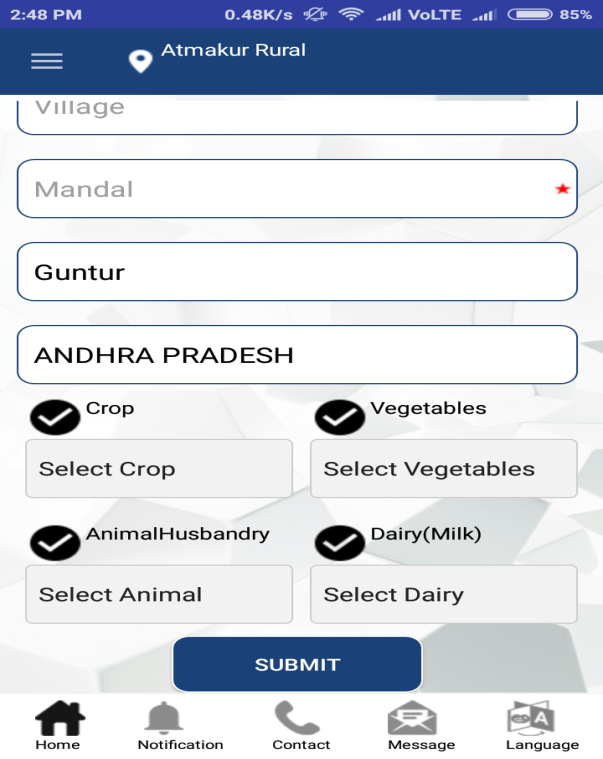 2:48 PM 0.48K/s VoLTE 85%
Atmakur Rural
Village
Mandal ★
Guntur
ANDHRA PRADESH
Crop Vegetables
Select Crop Select Vegetables
AnimalHusbandry Dairy(Milk)
Select Animal Select Dairy
SUBMIT
Home Notification Contact Message Language